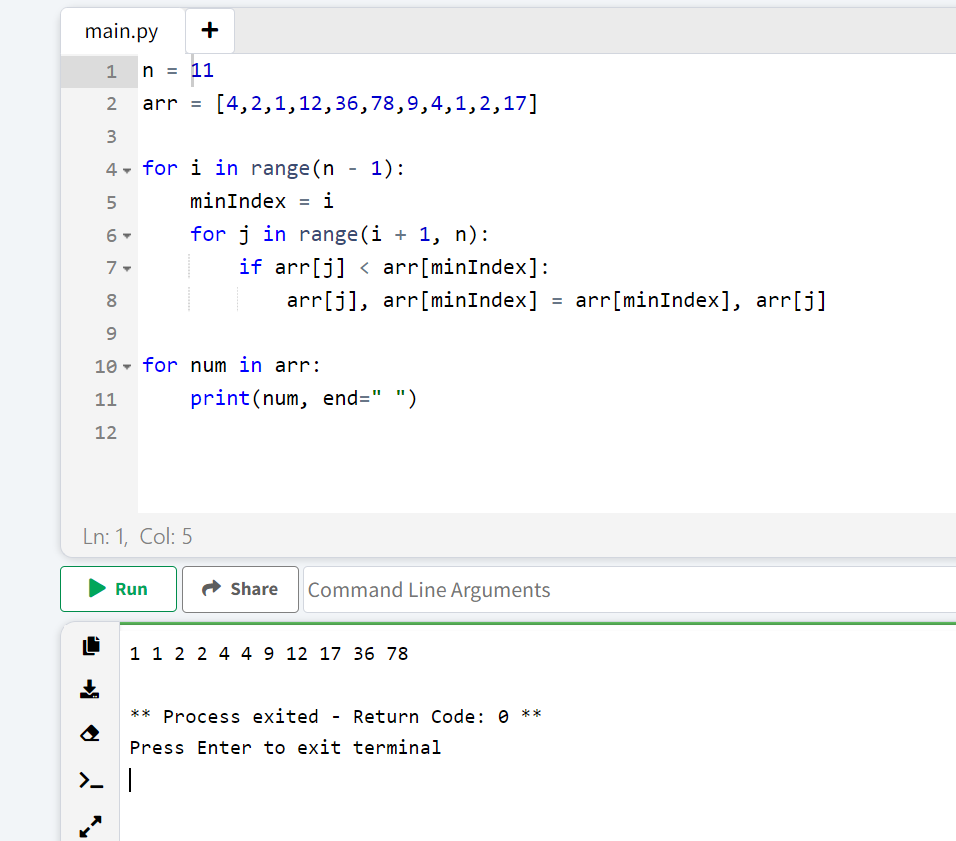 main.py +
1 n = 11
2 arr = [4,2,1,12,36,78,9,4,1,2,17]
3
4 for i in range(n - 1):
5     minIndex = i
6     for j in range(i + 1, n):
7         if arr[j] < arr[minIndex]:
8             arr[j], arr[minIndex] = arr[minIndex], arr[j]
9
10 for num in arr:
11     print(num, end=" ")
12
Ln: 1, Col: 5
Run Share Command Line Arguments
1 1 2 2 4 4 9 12 17 36 78
** Process exited - Return Code: 0 **
Press Enter to exit terminal